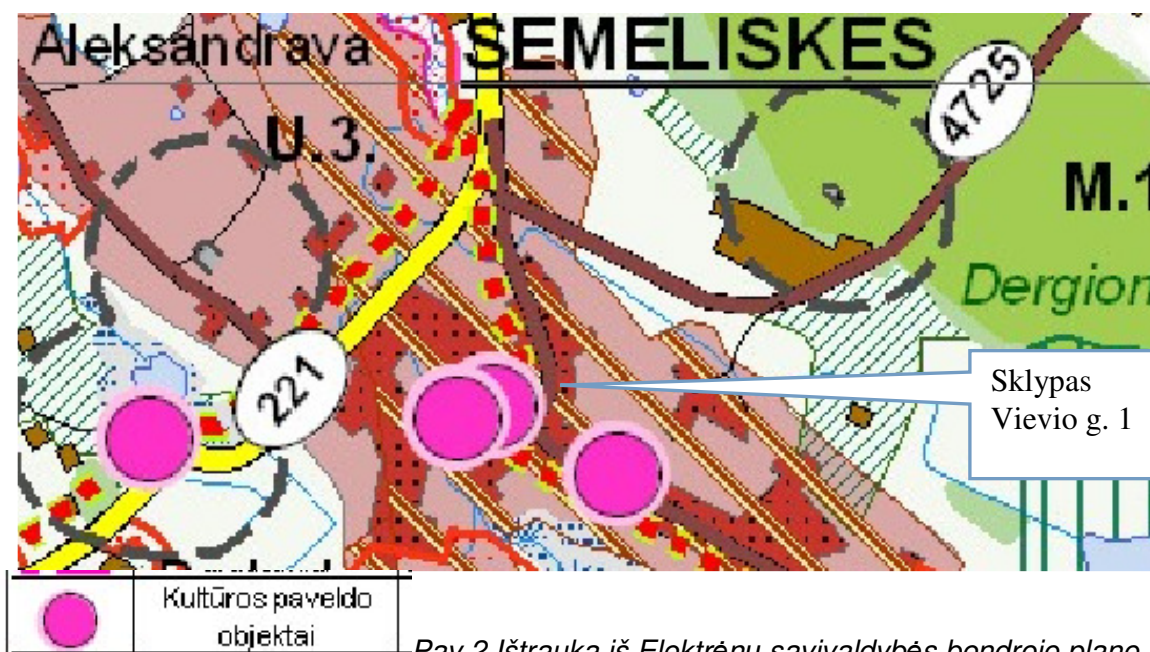 Aleksandrava
SEMELISKES
4725
U.3.
M.1
Dergion
221
Sklypas
Vievio g. 1
Kultūros paveldo
objektai
Pav.2 Ištrauka iš Elektrėnų savivaldybės bendrojo plano